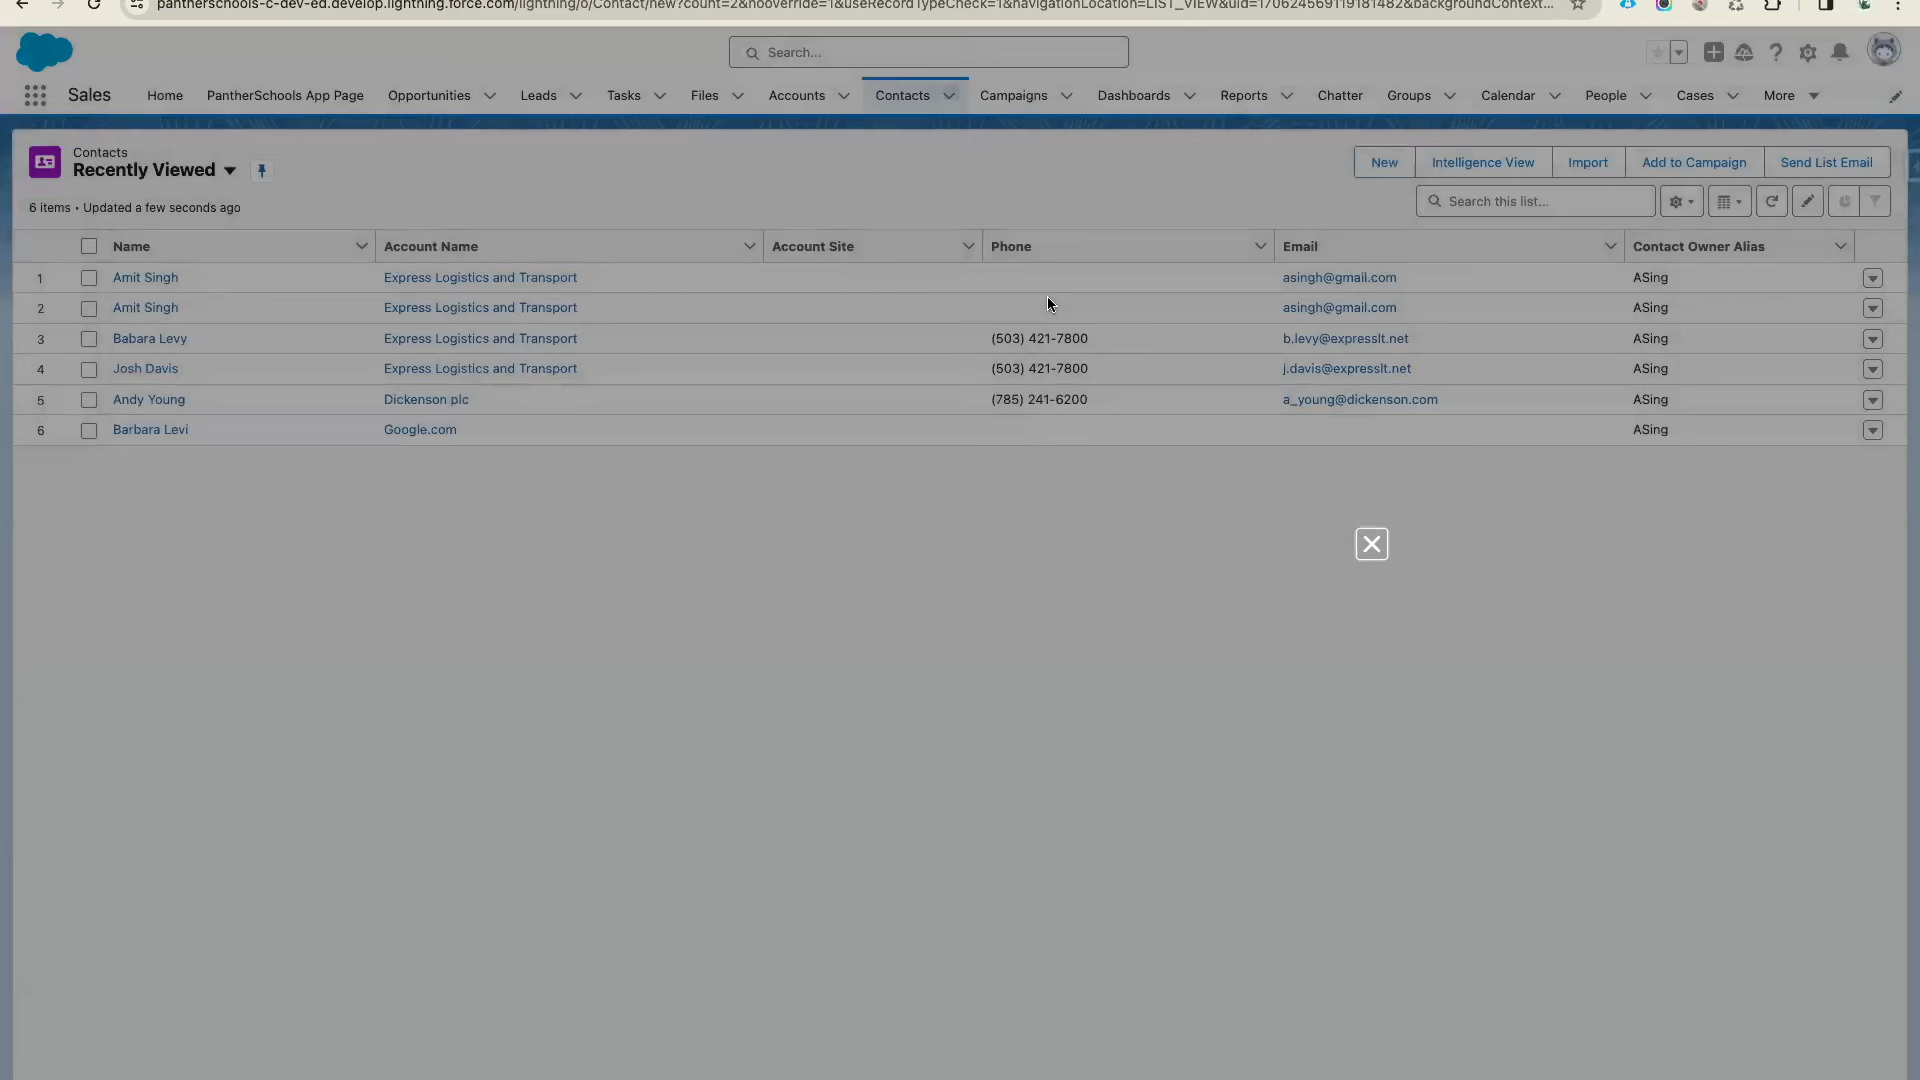 pantherschools-c-dev-ed.develop.lightning.force.com/lightning/o/Contact/new?count=2&nooverride=1&useRecordTypeCheck=1&navigationLocation=LIST_VIEW&uid=170624569119181482&backgroundContext...
Search...
Sales Home PantherSchools App Page Opportunities Leads Tasks Files Accounts Contacts Campaigns Dashboards Reports Chatter Groups Calendar People Cases More
Contacts
Recently Viewed
New Intelligence View Import Add to Campaign Send List Email
6 items • Updated a few seconds ago
Search this list...
Name Account Name Account Site Phone Email Contact Owner Alias
1 Amit Singh Express Logistics and Transport asingh@gmail.com ASing
2 Amit Singh Express Logistics and Transport asingh@gmail.com ASing
3 Babara Levy Express Logistics and Transport (503) 421-7800 b.levy@expresslt.net ASing
4 Josh Davis Express Logistics and Transport (503) 421-7800 j.davis@expresslt.net ASing
5 Andy Young Dickenson plc (785) 241-6200 a_young@dickenson.com ASing
6 Barbara Levi Google.com ASing